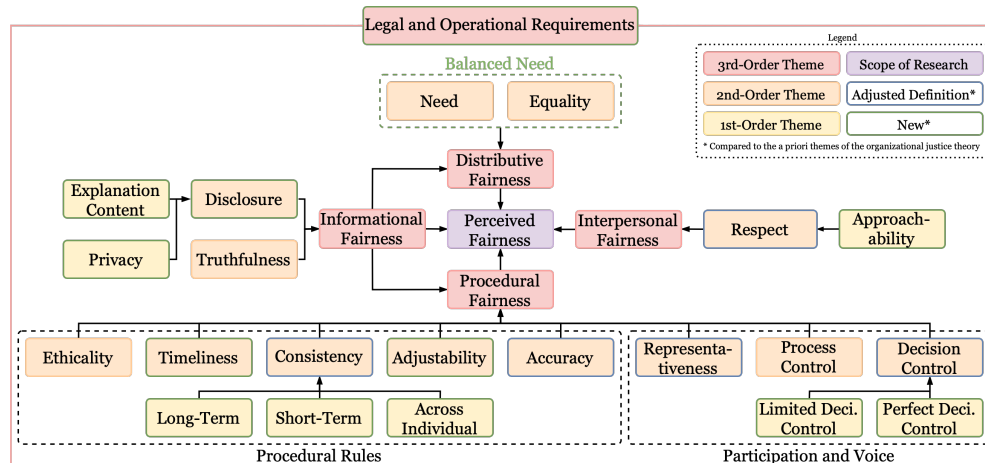 Legal and Operational Requirements
Legend
3rd-Order Theme
Scope of Research
2nd-Order Theme
Adjusted Definition*
1st-Order Theme
New*
* Compared to the a priori themes of the organizational justice theory
Balanced Need
Need
Equality
Distributive
Fairness
Explanation
Content
Disclosure
Informational
Fairness
Perceived
Fairness
Interpersonal
Fairness
Respect
Approach-
ability
Privacy
Truthfulness
Procedural
Fairness
Ethicality
Timeliness
Consistency
Adjustability
Accuracy
Representa-
tiveness
Process
Control
Decision
Control
Long-Term
Short-Term
Across
Individual
Limited Deci.
Control
Perfect Deci.
Control
Procedural Rules
Participation and Voice